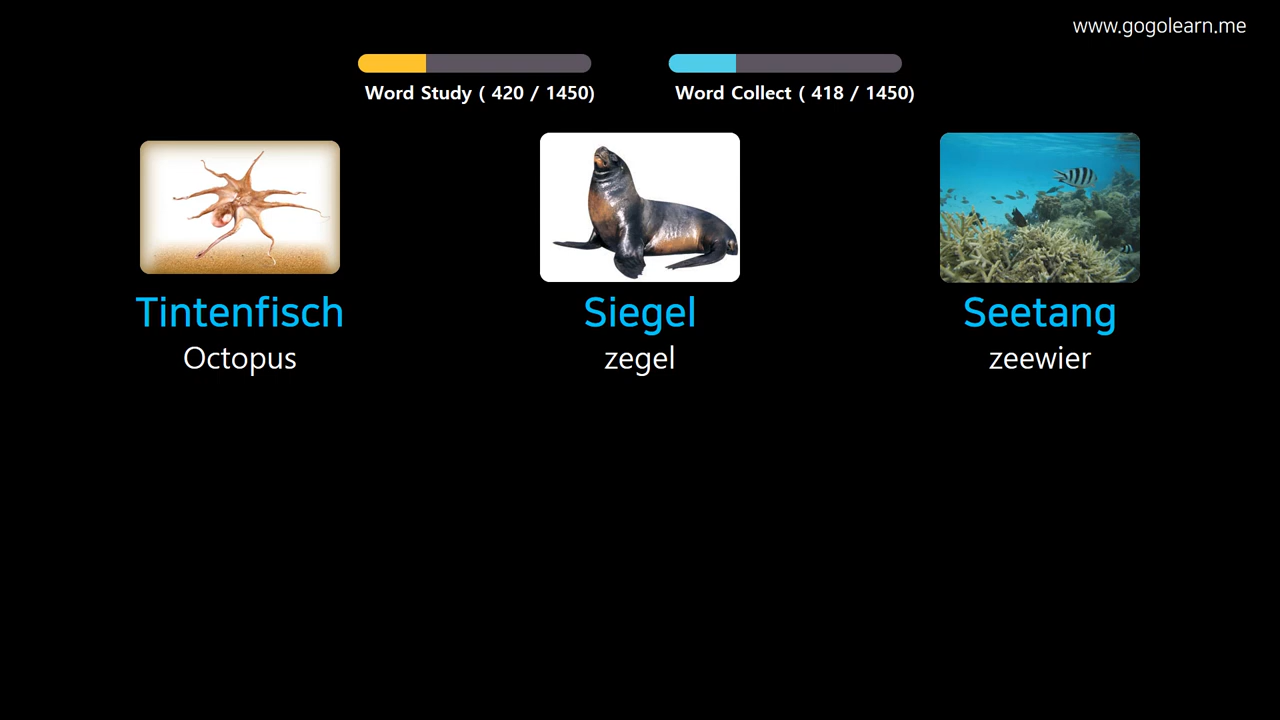 www.gogolearn.me
Word Study ( 420 / 1450)
Word Collect ( 418 / 1450)
Tintenfisch
Siegel
Seetang
Octopus
zegel
zeewier